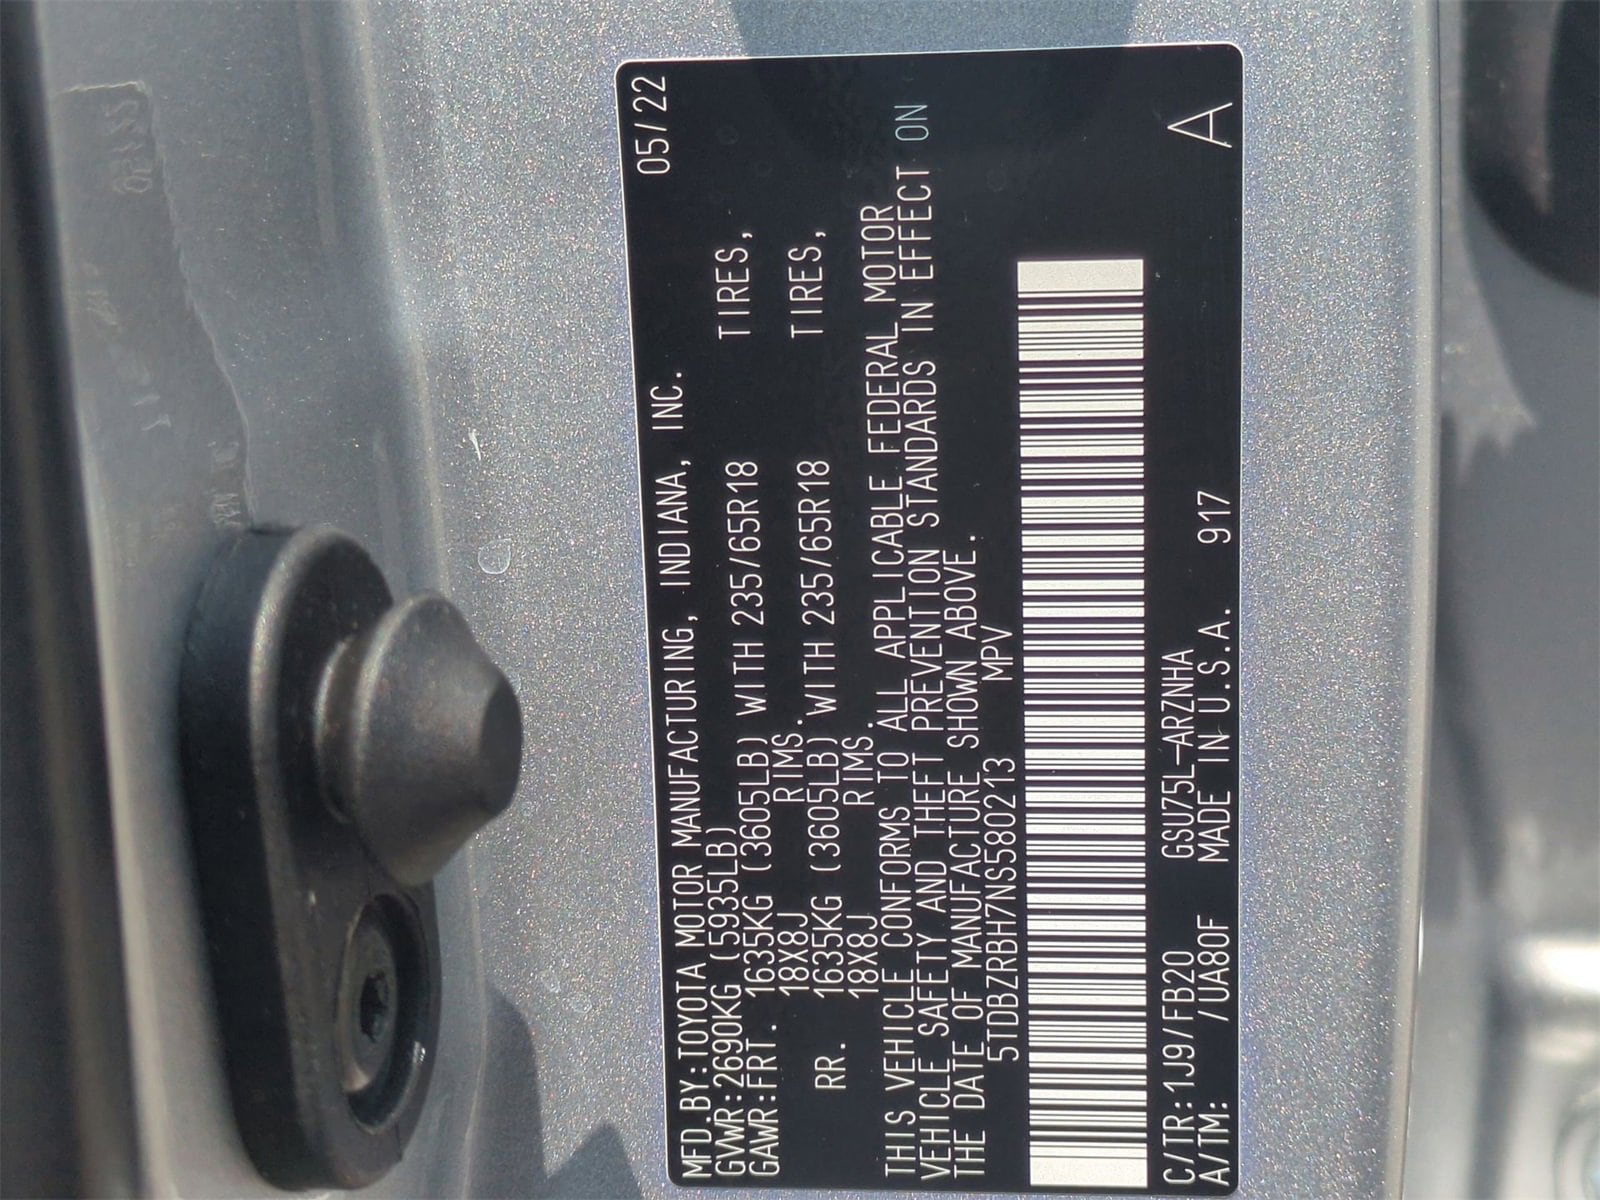 MFD.BY:TOYOTA MOTOR MANUFACTURING, INDIANA, INC. 05/22
GVWR:2690KG (5935LB)
GAWR:FRT. 1635KG (3605LB) WITH 235/65R18 TIRES,
18X8J RIMS.
RR. 1635KG (3605LB) WITH 235/65R18 TIRES,
18X8J RIMS.
THIS VEHICLE CONFORMS TO ALL APPLICABLE FEDERAL MOTOR
VEHICLE SAFETY AND THEFT PREVENTION STANDARDS IN EFFECT ON
THE DATE OF MANUFACTURE SHOWN ABOVE.
5TDBZRBH7NS580213 MPV
C/TR:1J9/FB20 GSU75L-ARZNHA
A/TM: /UA80F MADE IN U.S.A. 917 A